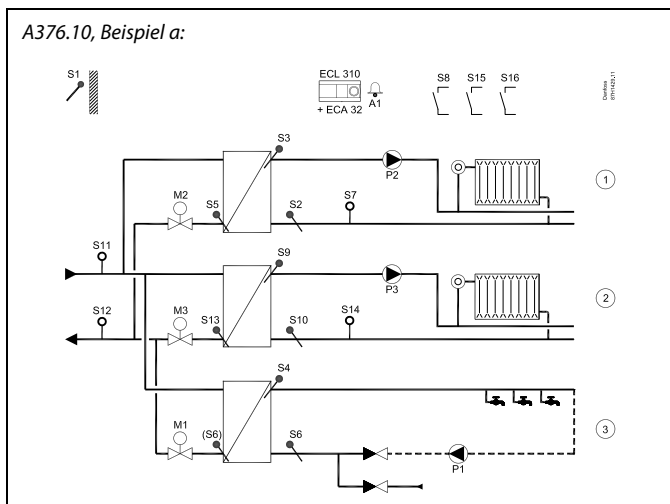 A376.10, Beispiel a:
S1
ECL 310
+ ECA 32
A1
S8 S15 S16
Danfoss
87H1429.11
S3
P2
1
M2
S5
S2
S7
S11
S9
P3
2
S12
M3
S13
S10
S14
S4
3
M1
(S6)
S6
P1